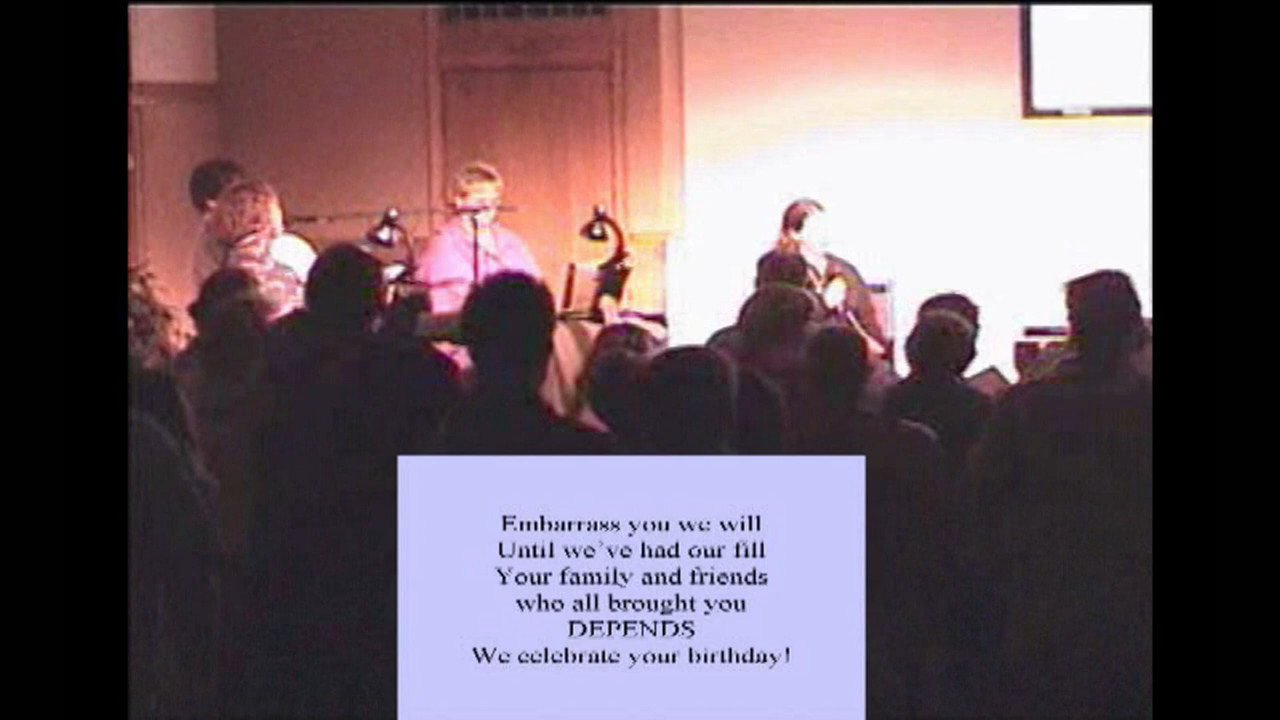 Embarrass you we will
Until we've had our fill
Your family and friends
who all brought you
DEPENDS
We celebrate your birthday!